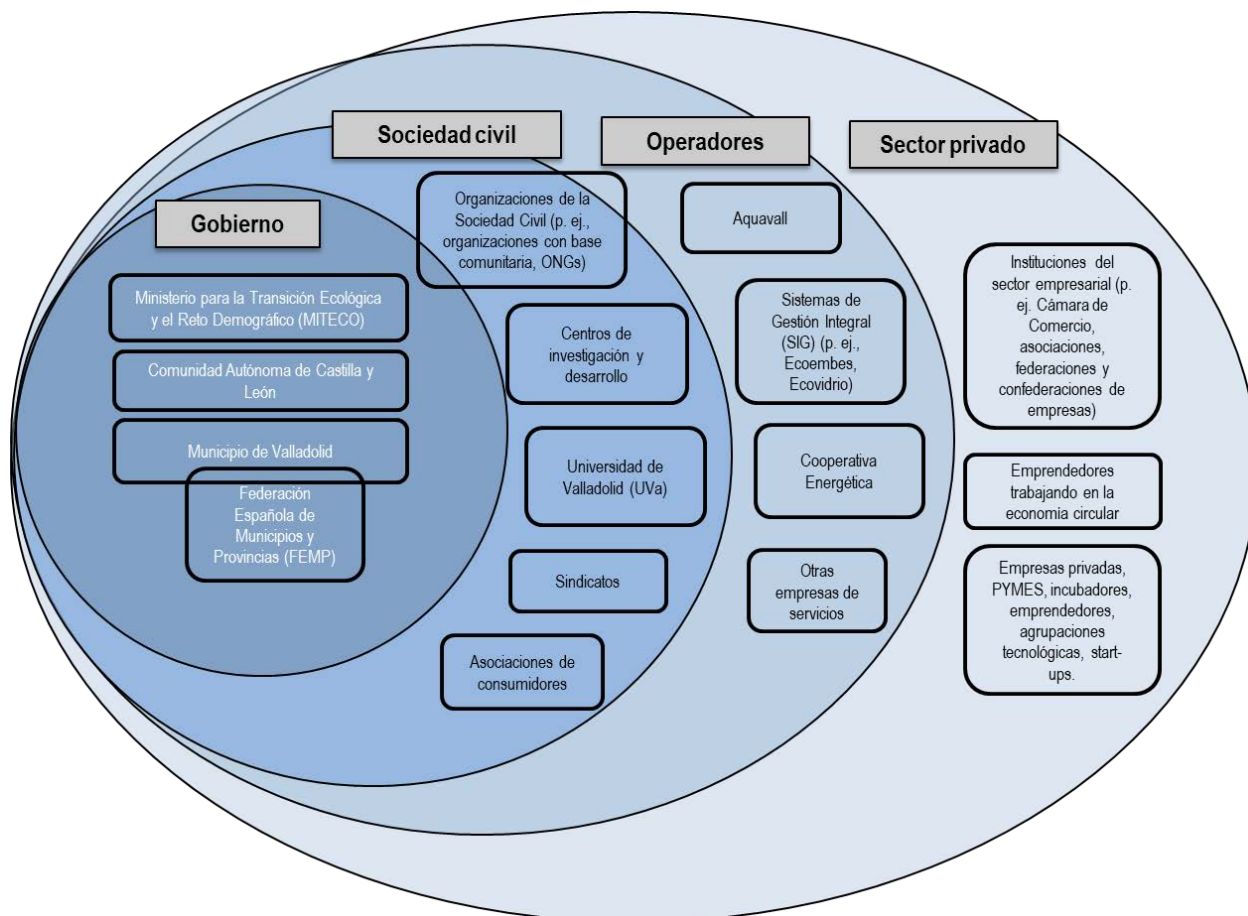 Gobierno
Ministerio para la Transición Ecológica
y el Reto Demográfico (MITECO)
Comunidad Autónoma de Castilla y
León
Municipio de Valladolid
Federación
Española de
Municipios y
Provincias (FEMP)
Sociedad civil
Organizaciones de la
Sociedad Civil (p. ej.,
organizaciones con base
comunitaria, ONGs)
Centros de
investigación y
desarrollo
Universidad de
Valladolid (UVa)
Sindicatos
Asociaciones de
consumidores
Operadores
Aquavall
Sistemas de
Gestión Integral
(SIG) (p. ej.,
Ecoembes,
Ecovidrio)
Cooperativa
Energética
Otras
empresas de
servicios
Sector privado
Instituciones del
sector empresarial (p.
ej. Cámara de
Comercio,
asociaciones,
federaciones y
confederaciones de
empresas)
Emprendedores
trabajando en la
economía circular
Empresas privadas,
PYMES, incubadores,
emprendedores,
agrupaciones
tecnológicas, start-
ups.